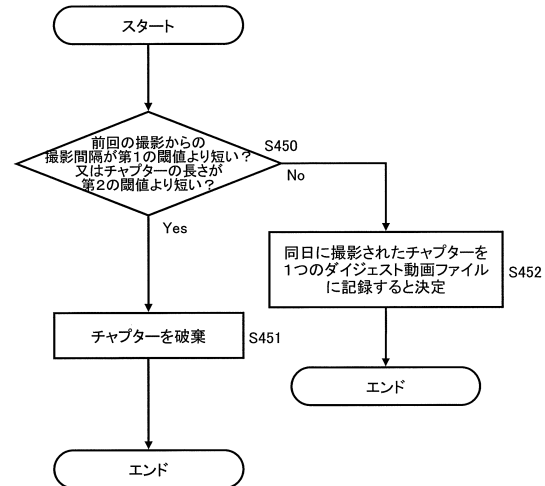 スタート
前回の撮影からの
撮影間隔が第1の閾値より短い?
又はチャプターの長さが
第2の閾値より短い?
S450
No
Yes
同日に撮影されたチャプターを
1つのダイジェスト動画ファイル
に記録すると決定
S452
チャプターを破棄
S451
エンド
エンド